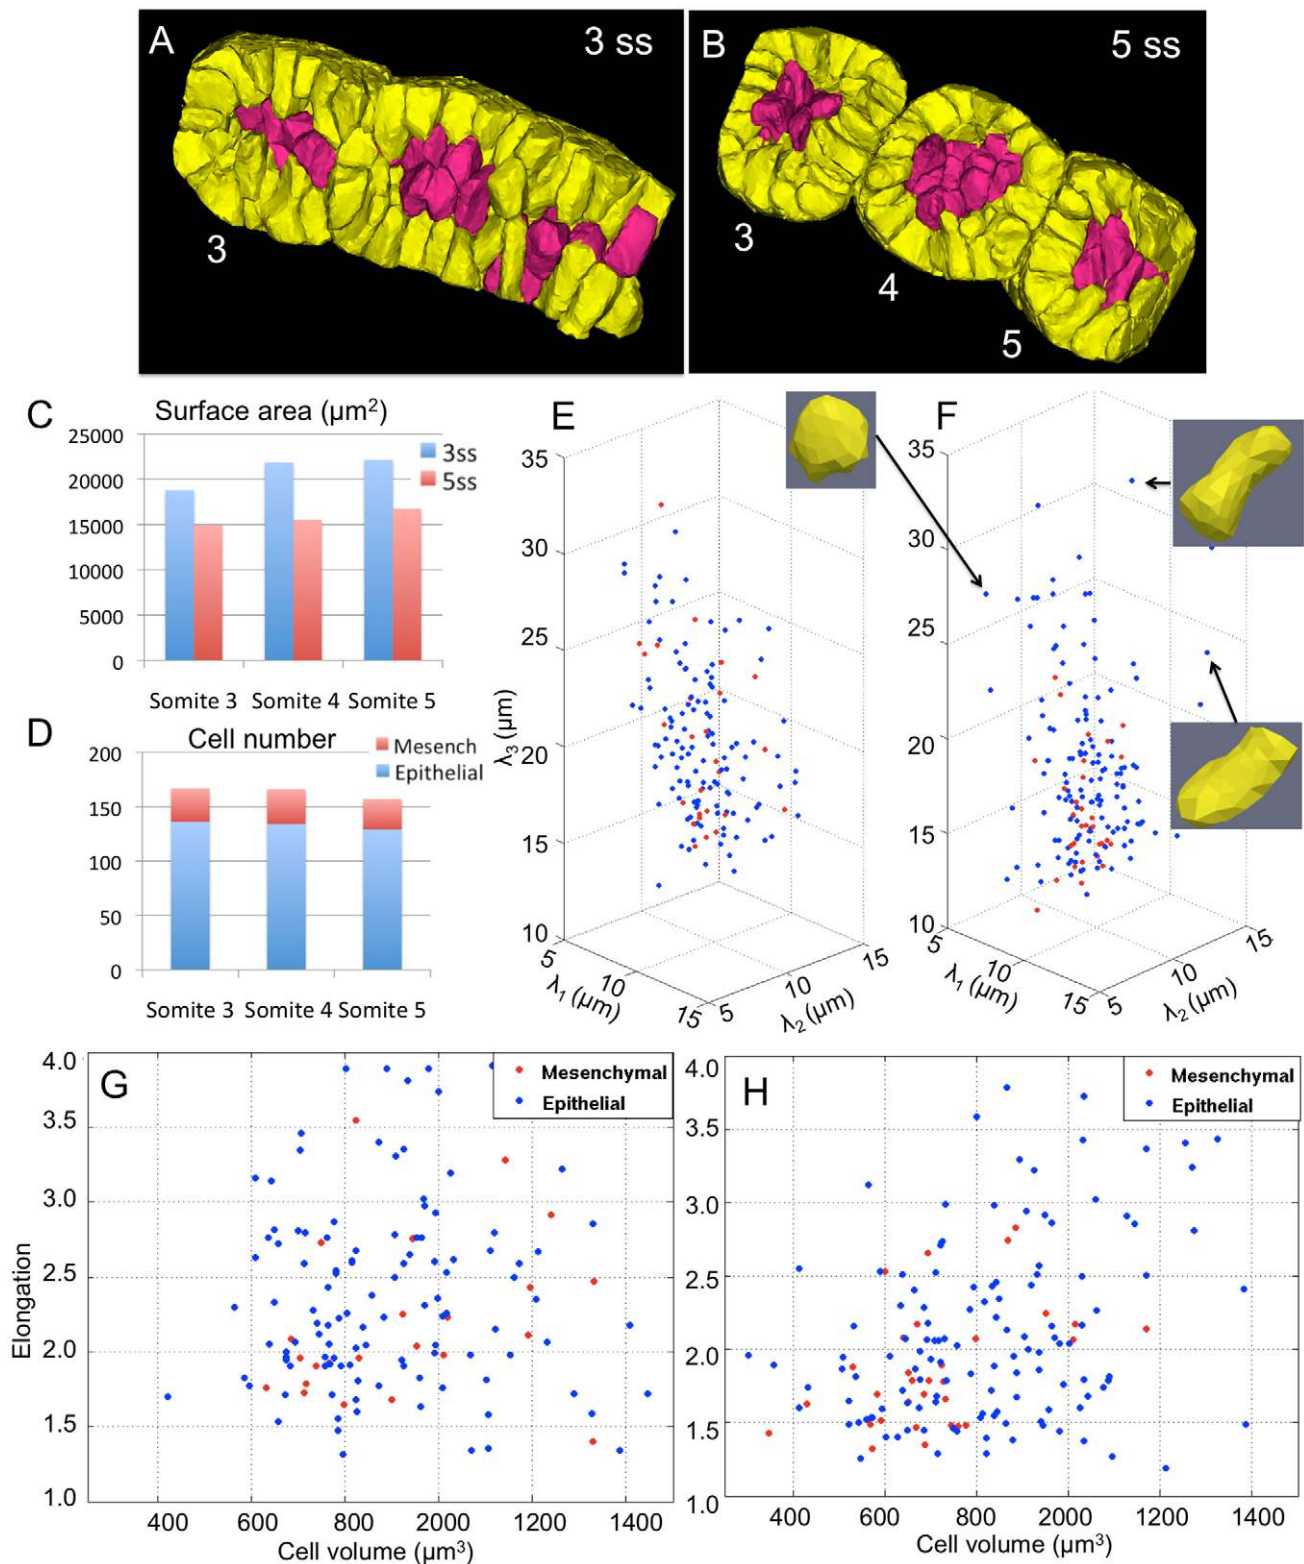 A
3 ss
3
B
5 ss
3
4
5
C
Surface area (µm²)
25000
20000
15000
10000
5000
0
3ss
5ss
Somite 3 Somite 4 Somite 5
D
Cell number
200
150
100
50
0
Mesench
Epithelial
Somite 3 Somite 4 Somite 5
E
35
30
25
20
15
10
λ₃ (µm)
5
10
15
λ₁ (µm)
5
10
15
λ₂ (µm)
F
35
30
25
20
15
10
5
10
15
λ₁ (µm)
5
10
15
λ₂ (µm)
G
Mesenchymal
Epithelial
4.0
3.5
3.0
2.5
2.0
1.5
1.0
Elongation
400 600 800 2000 1200 1400
Cell volume (µm³)
H
Mesenchymal
Epithelial
4.0
3.5
3.0
2.5
2.0
1.5
1.0
400 600 800 2000 1200 1400
Cell volume (µm³)